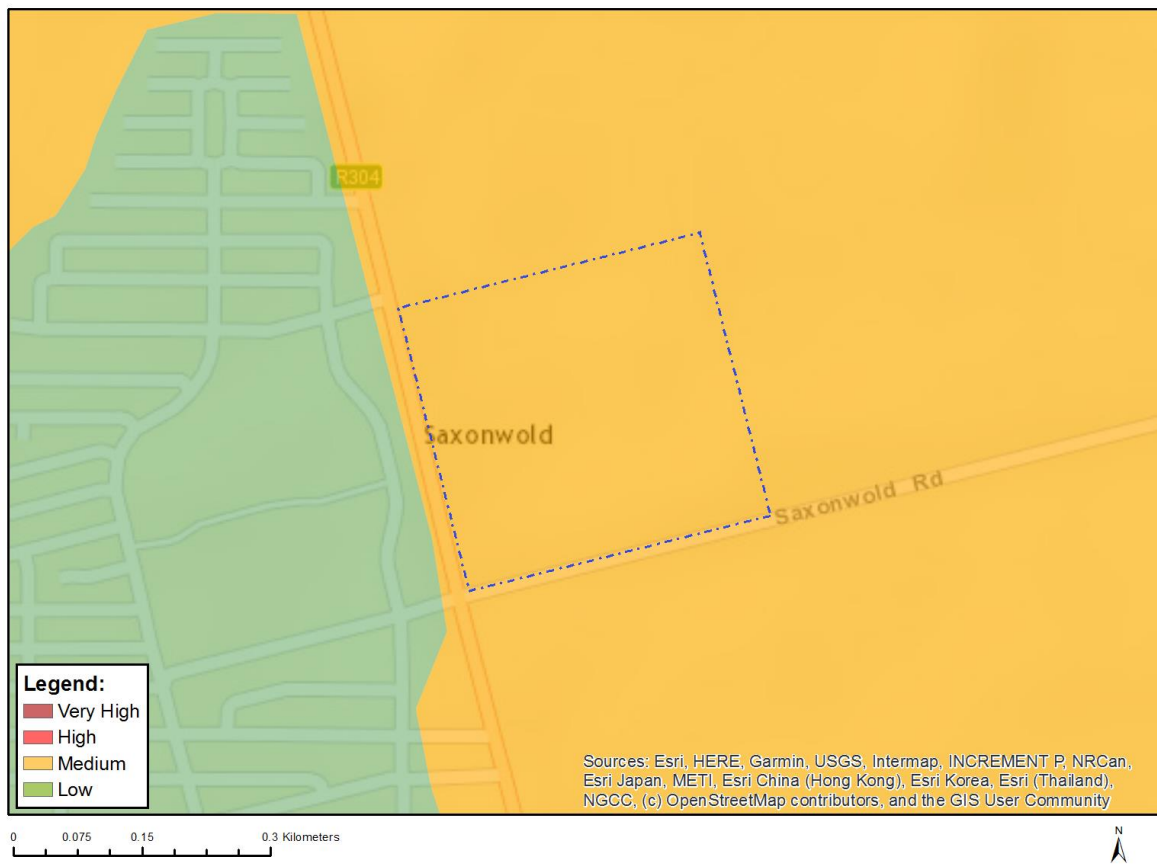 R304
Saxonwold
Saxonwold Rd
Legend:
Very High
High
Medium
Low
Sources: Esri, HERE, Garmin, USGS, Intermap, INCREMENT P, NRCan,
Esri Japan, METI, Esri China (Hong Kong), Esri Korea, Esri (Thailand),
NGCC, (c) OpenStreetMap contributors, and the GIS User Community
0 0.075 0.15 0.3 Kilometers
N